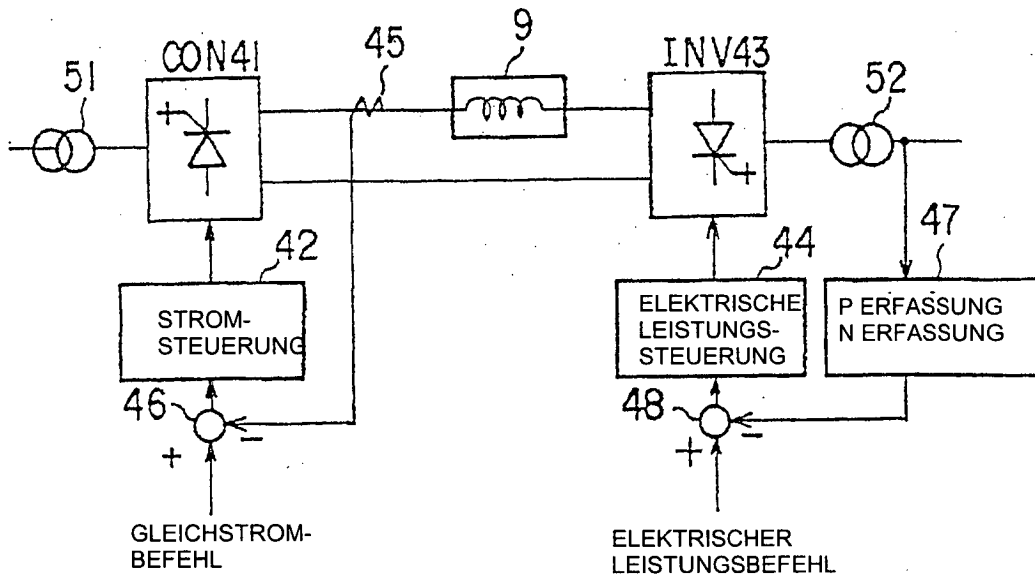 51
CON41
45
9
INV43
52
42
STROM-
STEUERUNG
44
ELEKTRISCHE
LEISTUNGS-
STEUERUNG
47
P ERFASSUNG
N ERFASSUNG
46
+
−
48
+
−
GLEICHSTROM-
BEFEHL
ELEKTRISCHER
LEISTUNGSBEFEHL